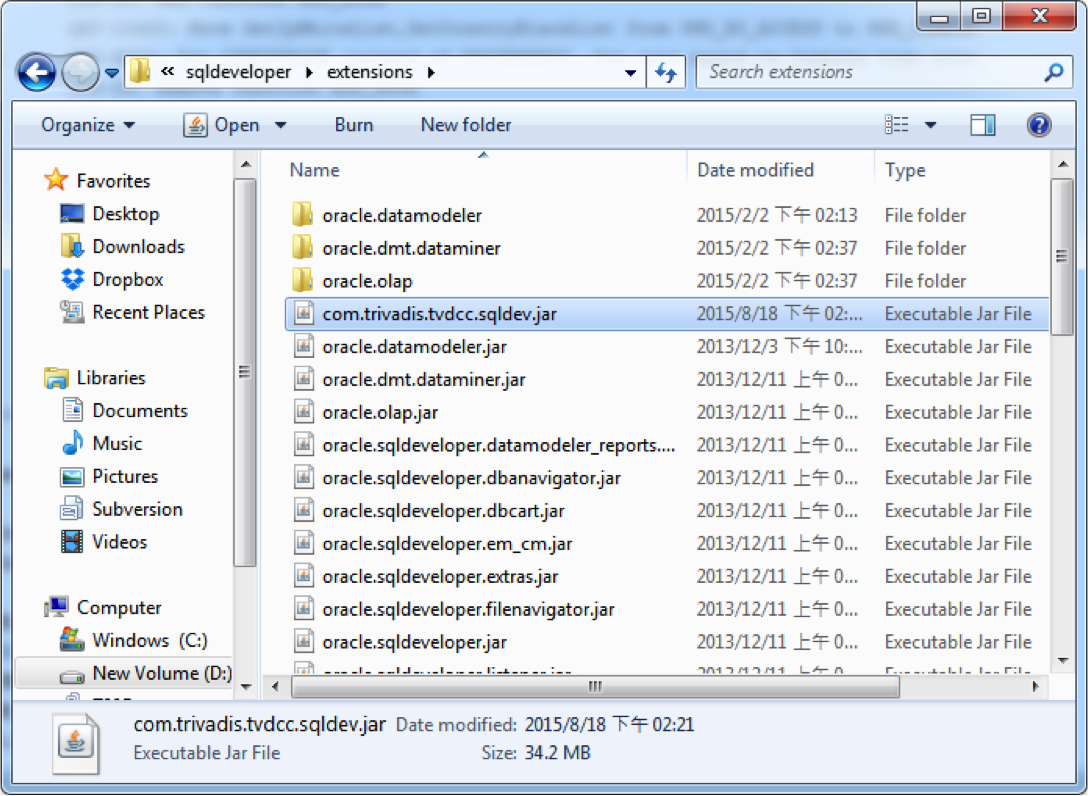 « sqldeveloper extensions
Search extensions
Organize Open Burn New folder
Name Date modified Type
Favorites
Desktop
Downloads
Dropbox
Recent Places
Libraries
Documents
Music
Pictures
Subversion
Videos
Computer
Windows (C:)
New Volume (D:)
oracle.datamodeler 2015/2/2 下午 02:13 File folder
oracle.dmt.dataminer 2015/2/2 下午 02:37 File folder
oracle.olap 2015/2/2 下午 02:37 File folder
com.trivadis.tvdcc.sqldev.jar 2015/8/18 下午 02:... Executable Jar File
oracle.datamodeler.jar 2013/12/3 下午 10:... Executable Jar File
oracle.dmt.dataminer.jar 2013/12/11 上午 0... Executable Jar File
oracle.olap.jar 2013/12/11 上午 0... Executable Jar File
oracle.sqldeveloper.datamodeler_reports.... 2013/12/11 上午 0... Executable Jar File
oracle.sqldeveloper.dbanavigator.jar 2013/12/11 上午 0... Executable Jar File
oracle.sqldeveloper.dbcart.jar 2013/12/11 上午 0... Executable Jar File
oracle.sqldeveloper.em_cm.jar 2013/12/11 上午 0... Executable Jar File
oracle.sqldeveloper.extras.jar 2013/12/11 上午 0... Executable Jar File
oracle.sqldeveloper.filenavigator.jar 2013/12/11 上午 0... Executable Jar File
oracle.sqldeveloper.jar 2013/12/11 上午 0... Executable Jar File
com.trivadis.tvdcc.sqldev.jar Date modified: 2015/8/18 下午 02:21
Executable Jar File Size: 34.2 MB